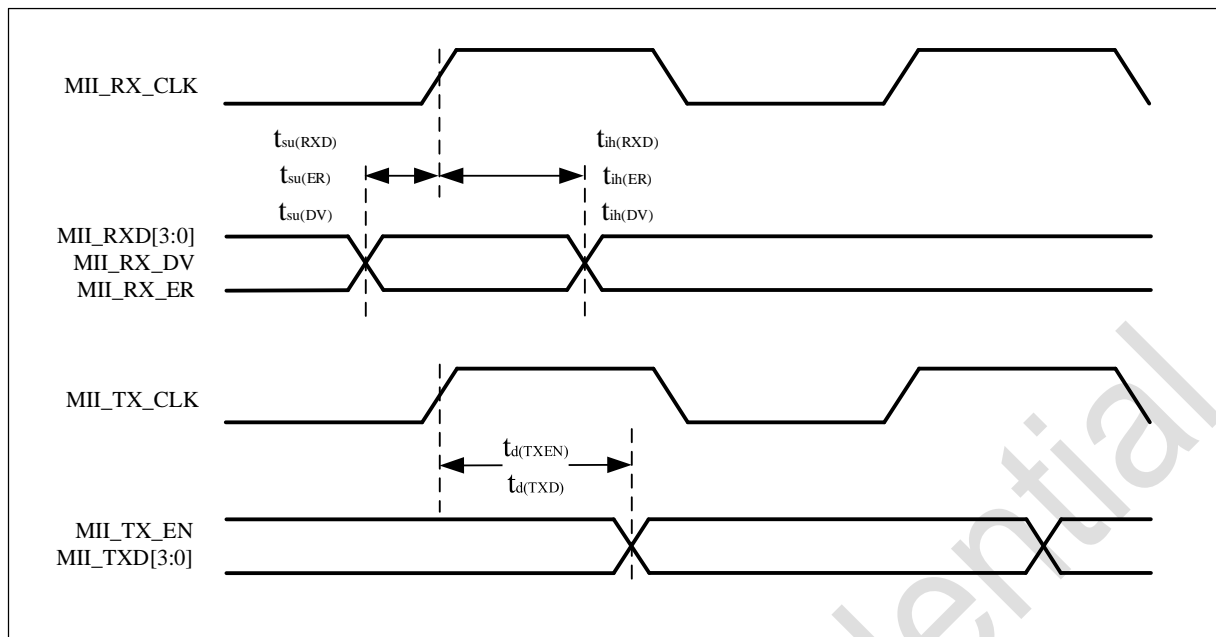 MII_RX_CLK
tsu(RXD)
tih(RXD)
tsu(ER)
tih(ER)
tsu(DV)
tih(DV)
MII_RXD[3:0]
MII_RX_DV
MII_RX_ER
MII_TX_CLK
td(TXEN)
td(TXD)
MII_TX_EN
MII_TXD[3:0]
dential